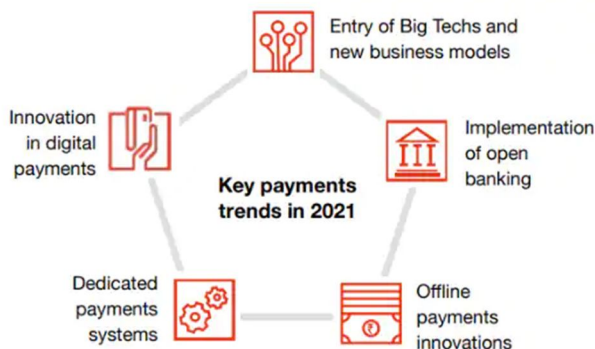 Entry of Big Techs and
new business models
Innovation
in digital
payments
Implementation
of open
banking
Key payments
trends in 2021
Dedicated
payments
systems
Offline
payments
innovations
₹